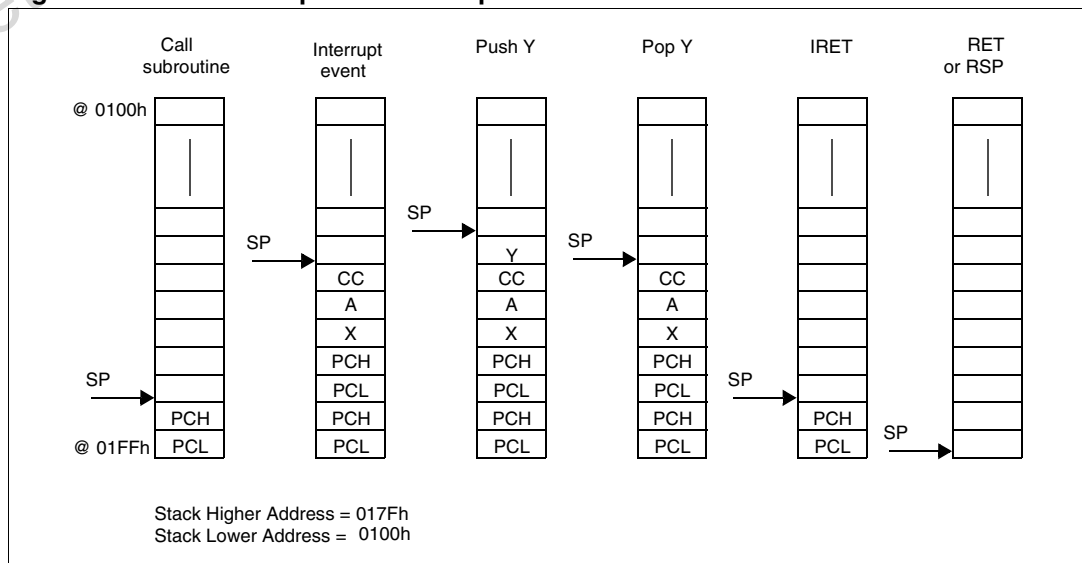 Call subroutine
Interrupt event
Push Y
Pop Y
IRET
RET or RSP
@ 0100h
SP
SP
SP
SP
SP
SP
Y
CC
CC
CC
A
A
A
X
X
X
PCH
PCH
PCH
PCL
PCL
PCL
PCH
PCH
PCH
PCH
PCH
@ 01FFh
PCL
PCL
PCL
PCL
PCL
Stack Higher Address = 017Fh
Stack Lower Address = 0100h